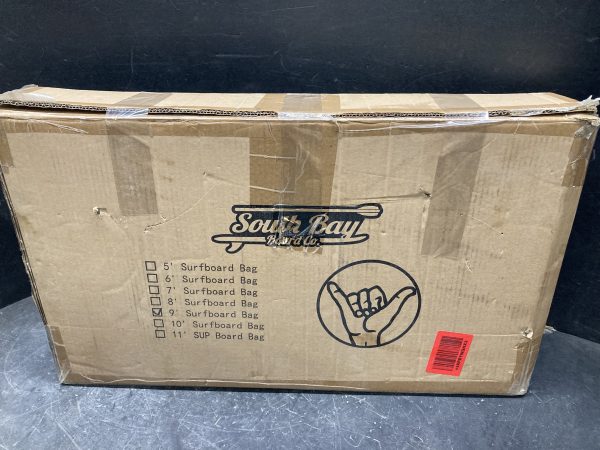 South Bay
Board Co.
5' Surfboard Bag
6' Surfboard Bag
7' Surfboard Bag
8' Surfboard Bag
9' Surfboard Bag
10' Surfboard Bag
11' SUP Board Bag